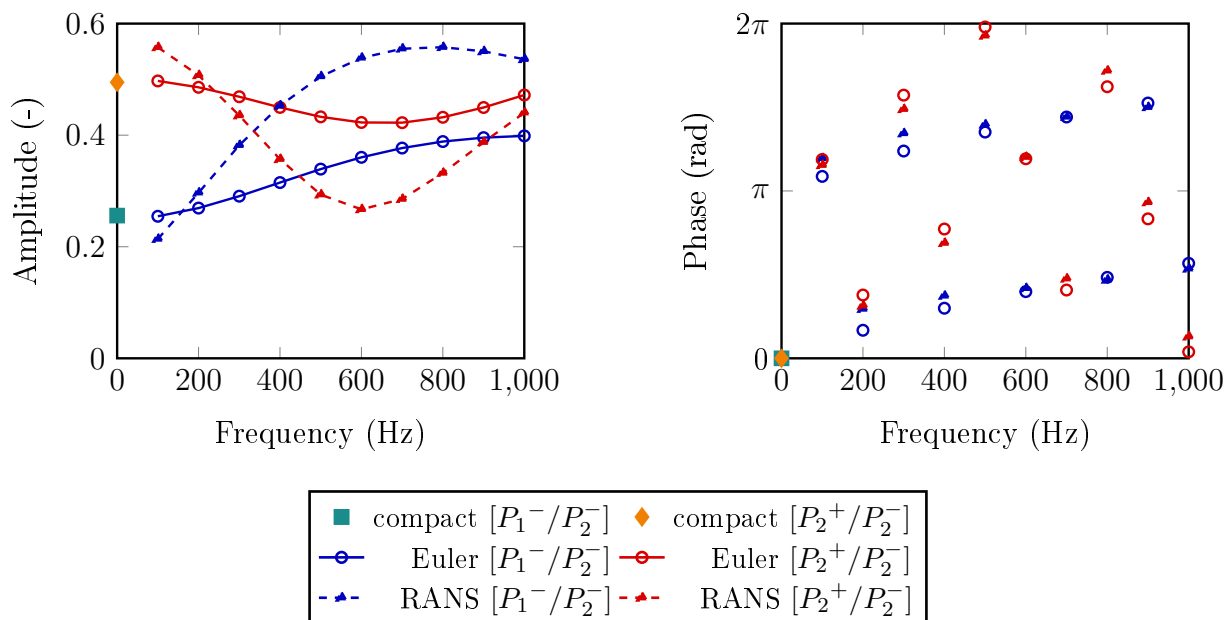 0.6
0.4
0.2
0
Amplitude (-)
0 200 400 600 800 1,000
Frequency (Hz)
2π
π
0
Phase (rad)
0 200 400 600 800 1,000
Frequency (Hz)
compact [P₁⁻/P₂⁻] compact [P₂⁺/P₂⁻]
Euler [P₁⁻/P₂⁻] Euler [P₂⁺/P₂⁻]
RANS [P₁⁻/P₂⁻] RANS [P₂⁺/P₂⁻]